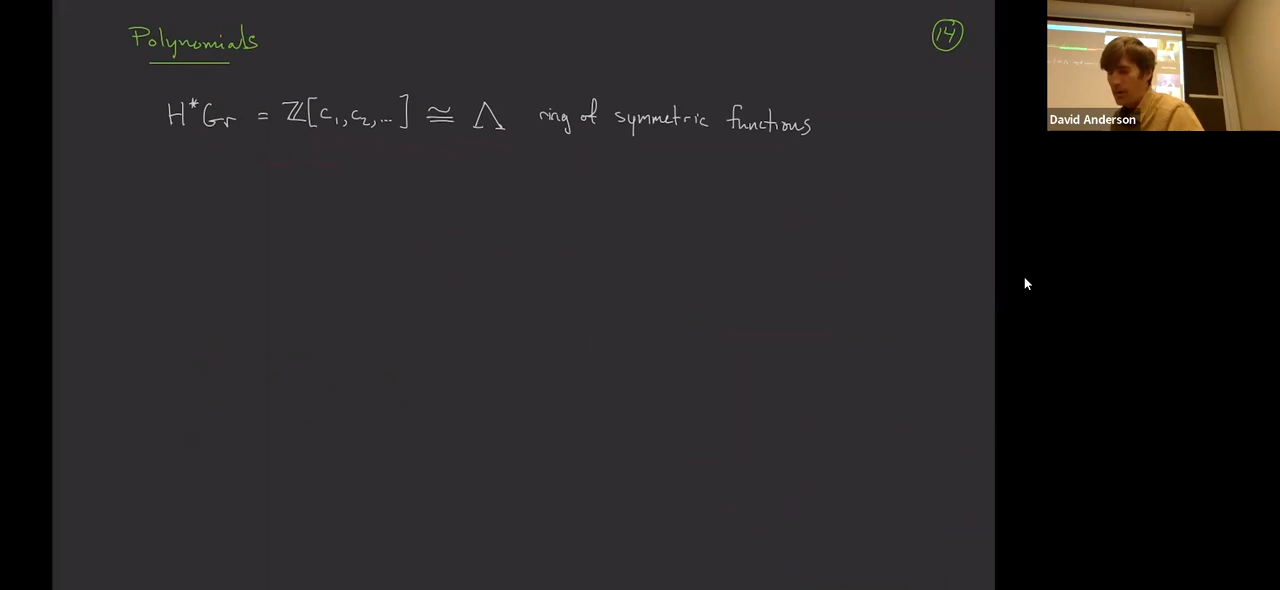 Polynomials
14
H*Gr = ℤ[c₁, c₂, ...] ≅ Λ ring of symmetric functions
David Anderson